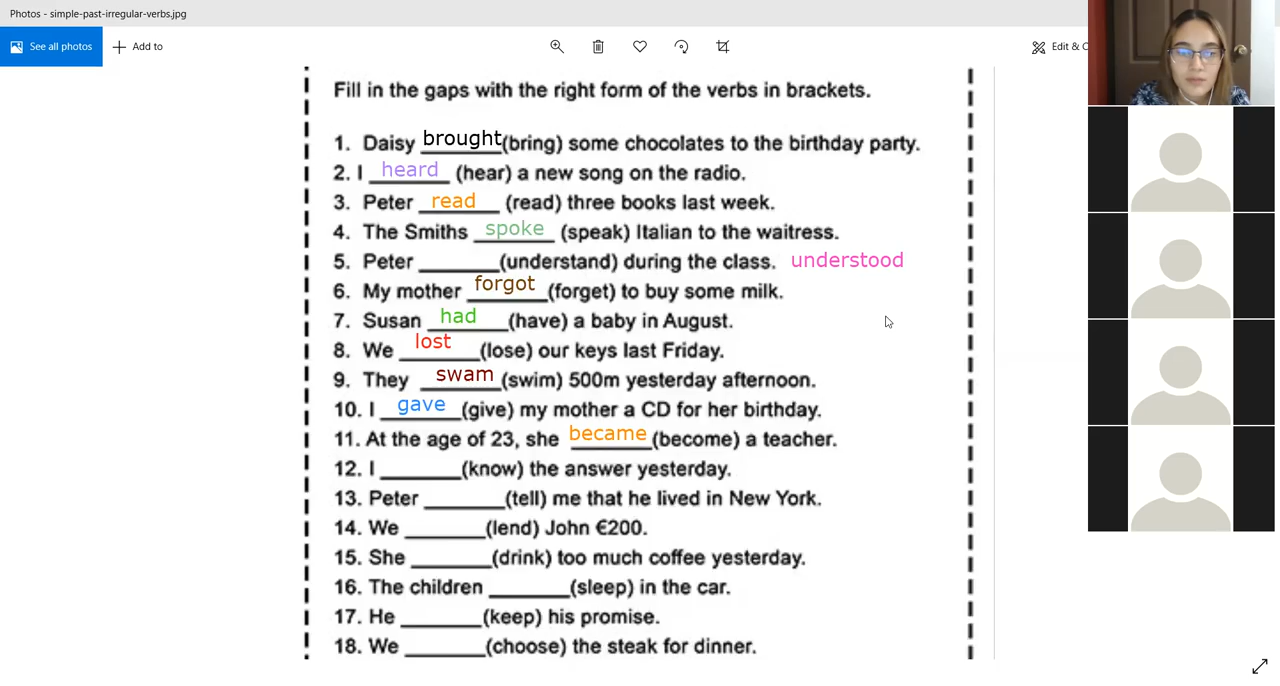 Photos - simple-past-irregular-verbs.jpg
See all photos + Add to Edit & C
Fill in the gaps with the right form of the verbs in brackets.
1. Daisy brought (bring) some chocolates to the birthday party.
2. I heard (hear) a new song on the radio.
3. Peter read (read) three books last week.
4. The Smiths spoke (speak) Italian to the waitress.
5. Peter ________(understand) during the class. understood
6. My mother forgot (forget) to buy some milk.
7. Susan had (have) a baby in August.
8. We lost (lose) our keys last Friday.
9. They swam (swim) 500m yesterday afternoon.
10. I gave (give) my mother a CD for her birthday.
11. At the age of 23, she became (become) a teacher.
12. I ________(know) the answer yesterday.
13. Peter ________(tell) me that he lived in New York.
14. We ________(lend) John €200.
15. She ________(drink) too much coffee yesterday.
16. The children ________(sleep) in the car.
17. He ________(keep) his promise.
18. We ________(choose) the steak for dinner.